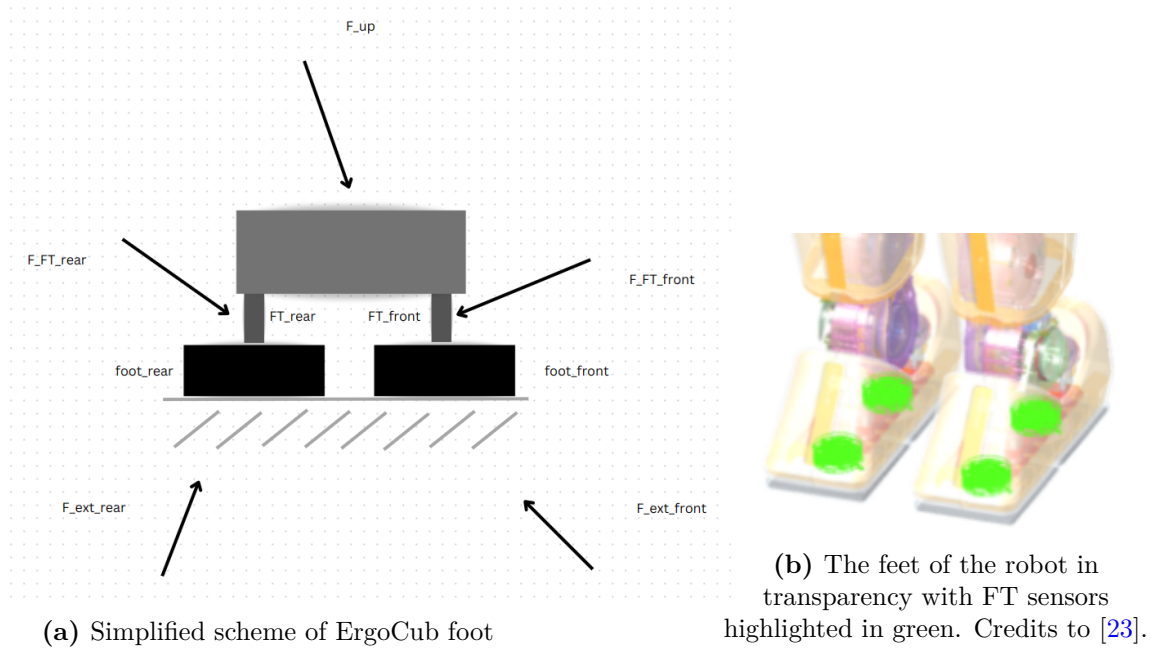 F_up
F_FT_rear
F_FT_front
FT_rear
FT_front
foot_rear
foot_front
F_ext_rear
F_ext_front
(a) Simplified scheme of ErgoCub foot
(b) The feet of the robot in
transparency with FT sensors
highlighted in green. Credits to [23].